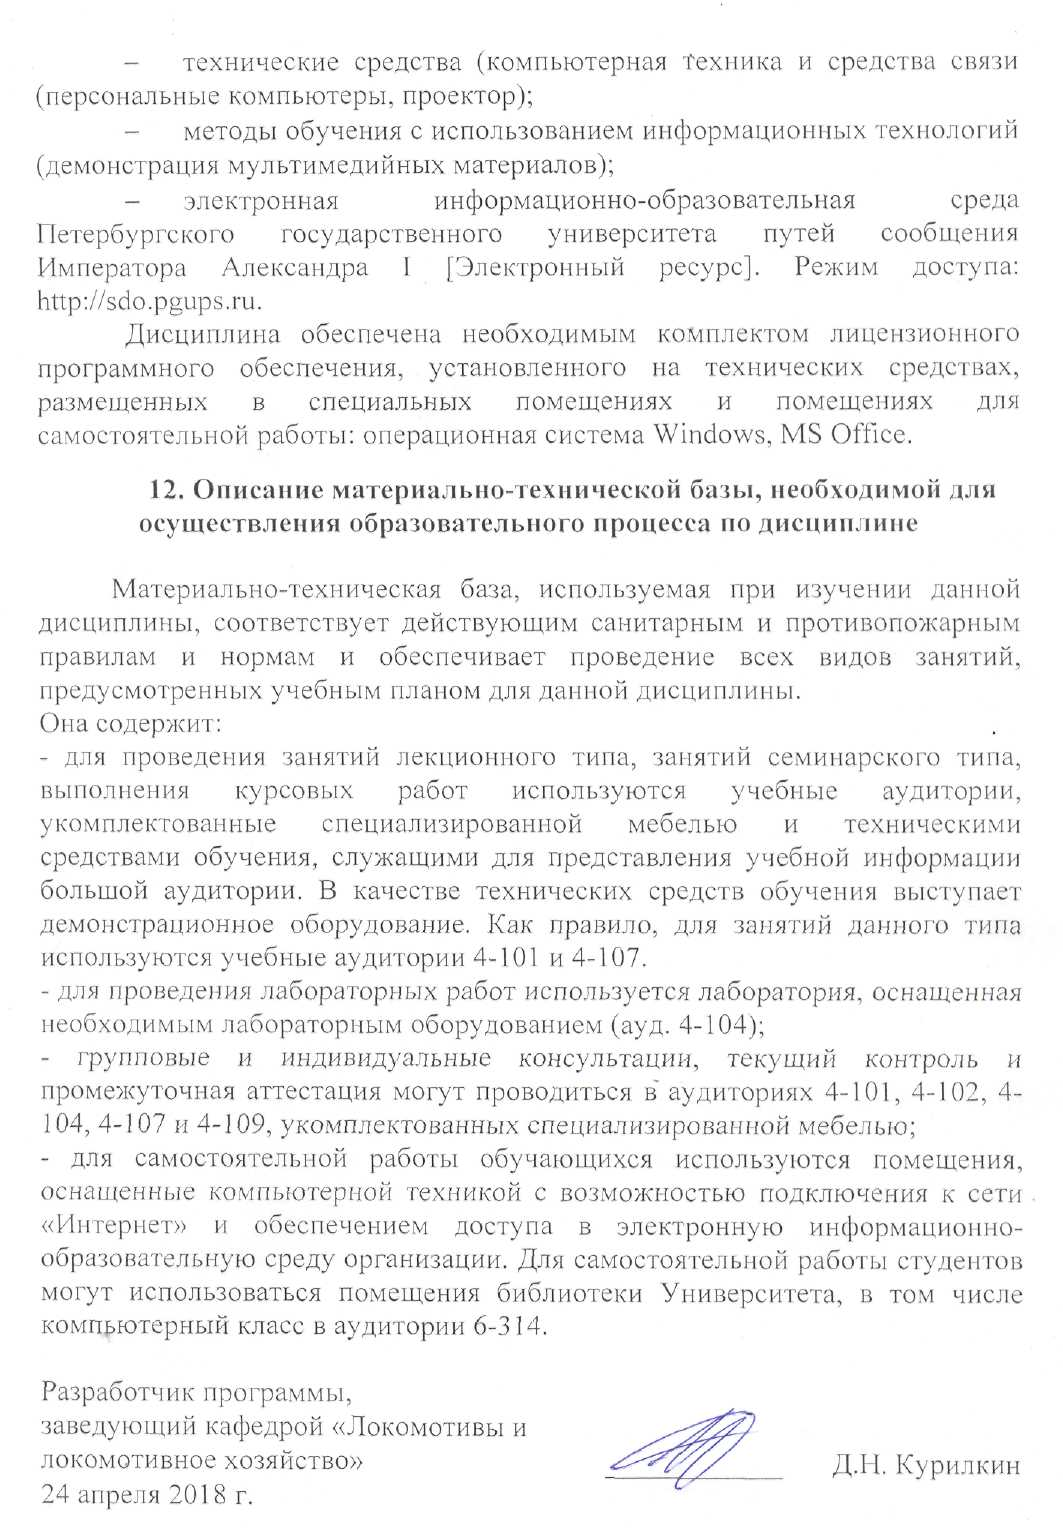 – технические средства (компьютерная техника и средства связи
(персональные компьютеры, проектор);
– методы обучения с использованием информационных технологий
(демонстрация мультимедийных материалов);
– электронная информационно-образовательная среда
Петербургского государственного университета путей сообщения
Императора Александра I [Электронный ресурс]. Режим доступа:
http://sdo.pgups.ru.
Дисциплина обеспечена необходимым комплектом лицензионного
программного обеспечения, установленного на технических средствах,
размещенных в специальных помещениях и помещениях для
самостоятельной работы: операционная система Windows, MS Office.
12. Описание материально-технической базы, необходимой для
осуществления образовательного процесса по дисциплине
Материально-техническая база, используемая при изучении данной
дисциплины, соответствует действующим санитарным и противопожарным
правилам и нормам и обеспечивает проведение всех видов занятий,
предусмотренных учебным планом для данной дисциплины.
Она содержит:
- для проведения занятий лекционного типа, занятий семинарского типа,
выполнения курсовых работ используются учебные аудитории,
укомплектованные специализированной мебелью и техническими
средствами обучения, служащими для представления учебной информации
большой аудитории. В качестве технических средств обучения выступает
демонстрационное оборудование. Как правило, для занятий данного типа
используются учебные аудитории 4-101 и 4-107.
- для проведения лабораторных работ используется лаборатория, оснащенная
необходимым лабораторным оборудованием (ауд. 4-104);
- групповые и индивидуальные консультации, текущий контроль и
промежуточная аттестация могут проводиться в аудиториях 4-101, 4-102, 4-
104, 4-107 и 4-109, укомплектованных специализированной мебелью;
- для самостоятельной работы обучающихся используются помещения,
оснащенные компьютерной техникой с возможностью подключения к сети
«Интернет» и обеспечением доступа в электронную информационно-
образовательную среду организации. Для самостоятельной работы студентов
могут использоваться помещения библиотеки Университета, в том числе
компьютерный класс в аудитории 6-314.
Разработчик программы,
заведующий кафедрой «Локомотивы и
локомотивное хозяйство» Д.Н. Курилкин
24 апреля 2018 г.